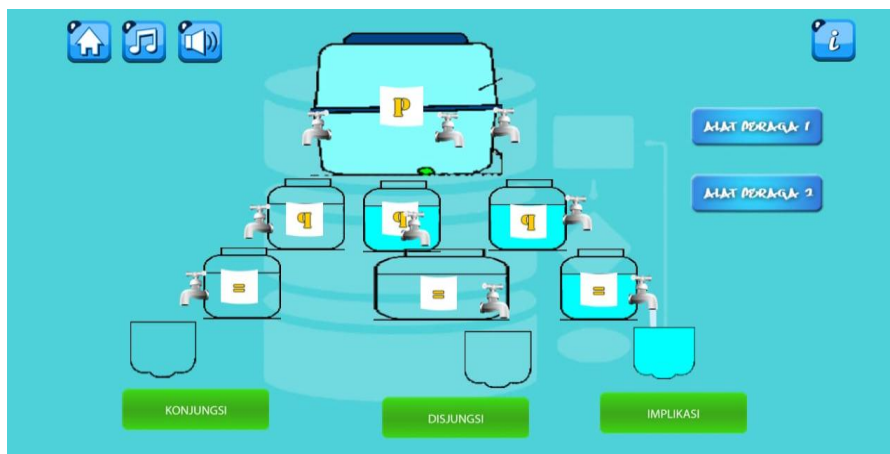 i
P
ALAT PERAGA 1
q
q
q
ALAT PERAGA 2
=
=
=
KONJUNGSI
DISJUNGSI
IMPLIKASI